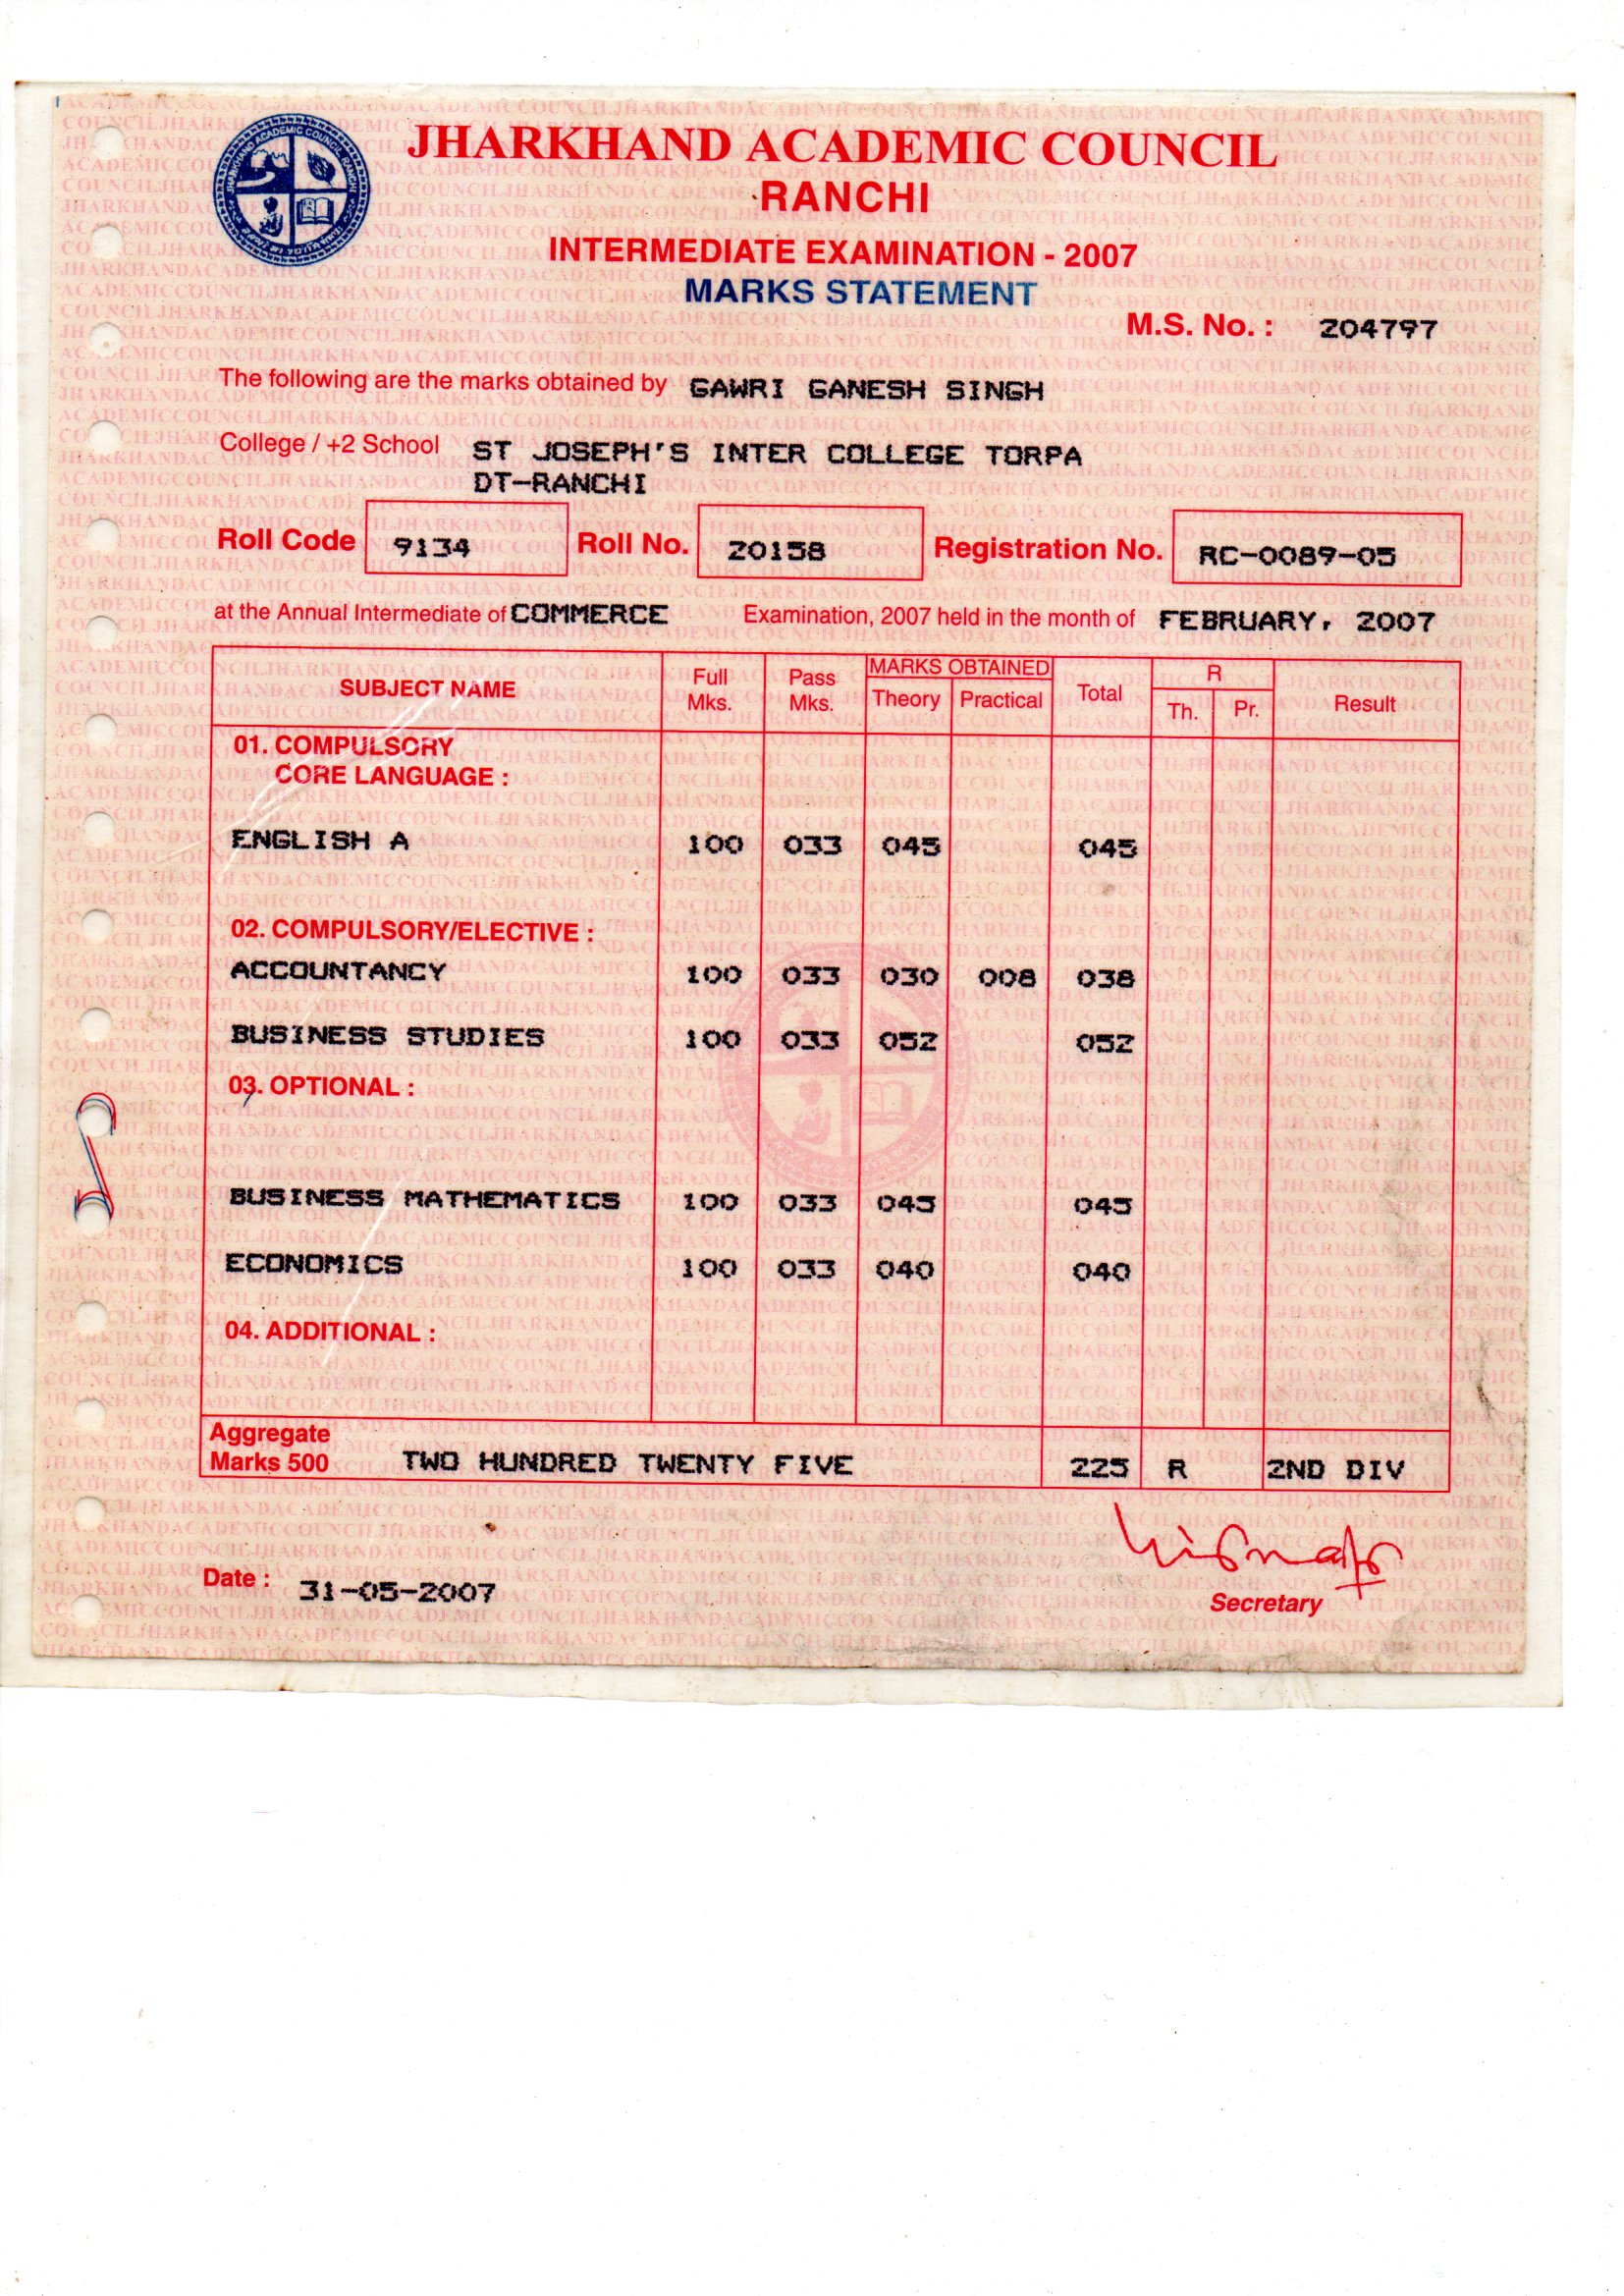 JHARKHAND ACADEMIC COUNCIL
RANCHI
INTERMEDIATE EXAMINATION - 2007
MARKS STATEMENT
M.S. No. : 204797
The following are the marks obtained by GAWRI GANESH SINGH
College / +2 School ST JOSEPH'S INTER COLLEGE TORPA
DT-RANCHI
Roll Code 9134 Roll No. 20158 Registration No. RC-0089-05
at the Annual Intermediate of COMMERCE Examination, 2007 held in the month of FEBRUARY, 2007
SUBJECT NAME Full Mks. Pass Mks. MARKS OBTAINED Theory Practical Total R Th. Pr. Result
01. COMPULSORY
CORE LANGUAGE :
ENGLISH A 100 033 045 045
02. COMPULSORY/ELECTIVE :
ACCOUNTANCY 100 033 030 008 038
BUSINESS STUDIES 100 033 052 052
03. OPTIONAL :
BUSINESS MATHEMATICS 100 033 045 045
ECONOMICS 100 033 040 040
04. ADDITIONAL :
Aggregate
Marks 500 TWO HUNDRED TWENTY FIVE 225 R 2ND DIV
Date : 31-05-2007
Secretary